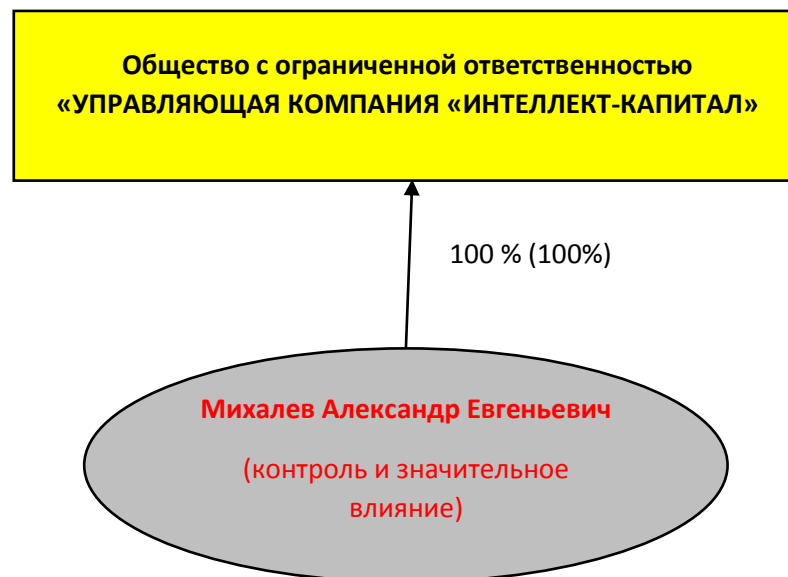 Общество с ограниченной ответственностью
«УПРАВЛЯЮЩАЯ КОМПАНИЯ «ИНТЕЛЛЕКТ-КАПИТАЛ»
100 % (100%)
Михалев Александр Евгеньевич
(контроль и значительное
влияние)